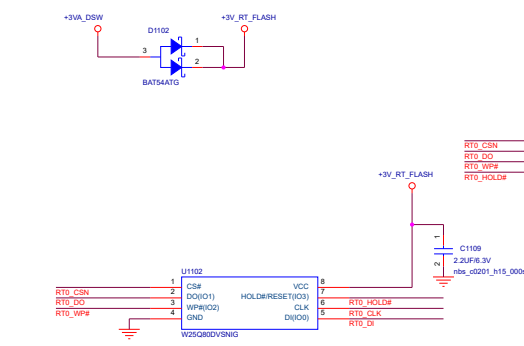 +3VA_DSW
+3V_RT_FLASH
D1102
1
3
2
BAT54ATG
RT0_CSN
RT0_DO
RT0_WP#
RT0_HOLD#
+3V_RT_FLASH
1
C1109
2.2UF/6.3V
2
nbs_c0201_h15_000s
U1102
1 CS# VCC 8
RT0_CSN 2 DO(IO1) HOLD#/RESET(IO3) 7
RT0_DO 3 WP#(IO2) CLK 6 RT0_HOLD#
RT0_WP# 4 GND DI(IO0) 5 RT0_CLK
RT0_DI
W25Q80DVSNIG